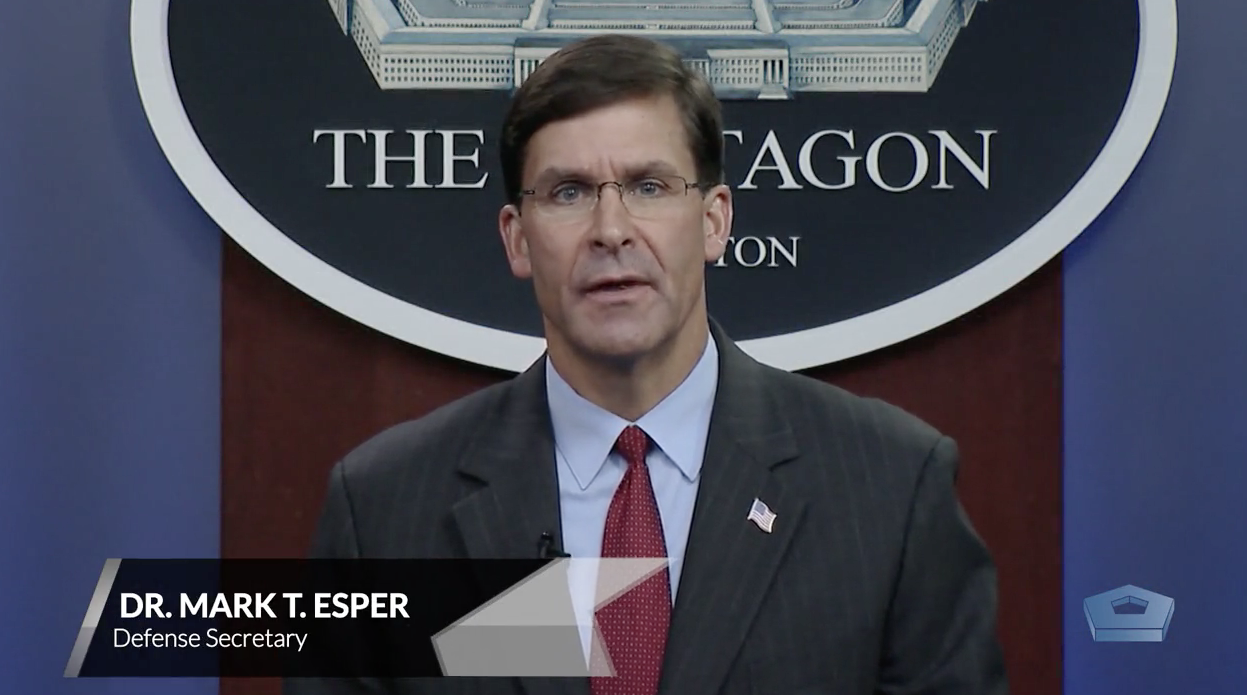 THE TAGON
TON
DR. MARK T. ESPER
Defense Secretary